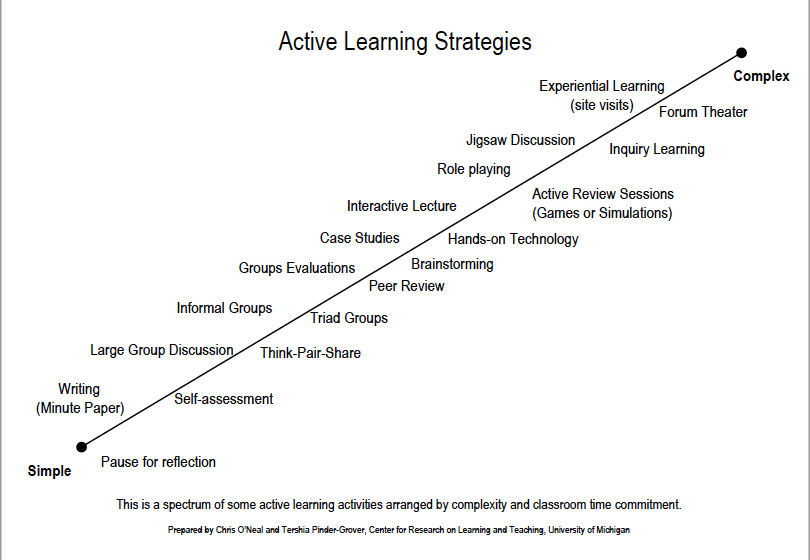 Active Learning Strategies
Complex
Experiential Learning
(site visits)
Forum Theater
Jigsaw Discussion
Inquiry Learning
Role playing
Active Review Sessions
(Games or Simulations)
Interactive Lecture
Case Studies
Hands-on Technology
Brainstorming
Groups Evaluations
Peer Review
Informal Groups
Triad Groups
Large Group Discussion
Think-Pair-Share
Writing
(Minute Paper)
Self-assessment
Pause for reflection
Simple
This is a spectrum of some active learning activities arranged by complexity and classroom time commitment.
Prepared by Chris O'Neal and Tershia Pinder-Grover, Center for Research on Learning and Teaching, University of Michigan